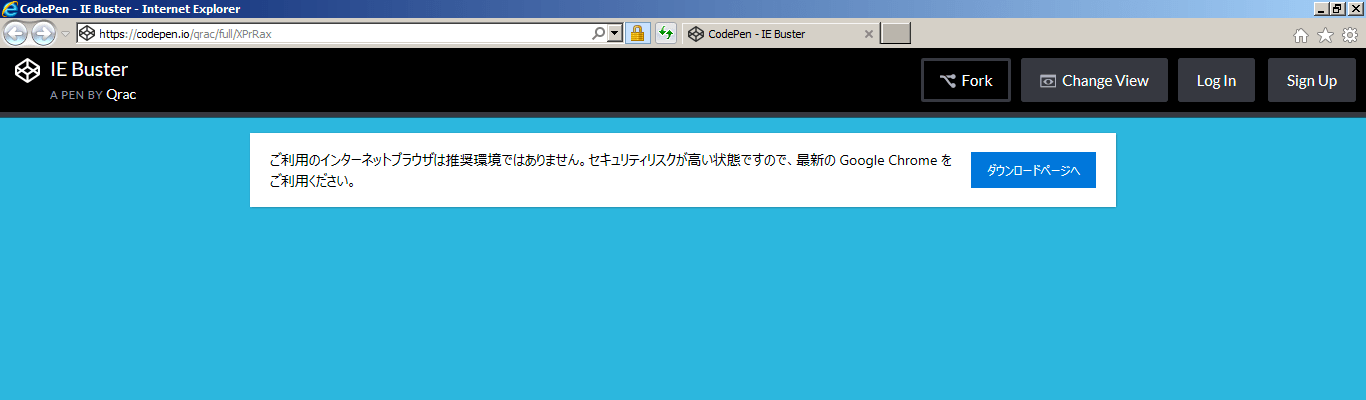 CodePen - IE Buster - Internet Explorer
https://codepen.io/qrac/full/XPrRax
CodePen - IE Buster
IE Buster
A PEN BY Qrac
Fork
Change View
Log In
Sign Up
ご利用のインターネットブラウザは推奨環境ではありません。セキュリティリスクが高い状態ですので、最新の Google Chrome を
ご利用ください。
ダウンロードページへ